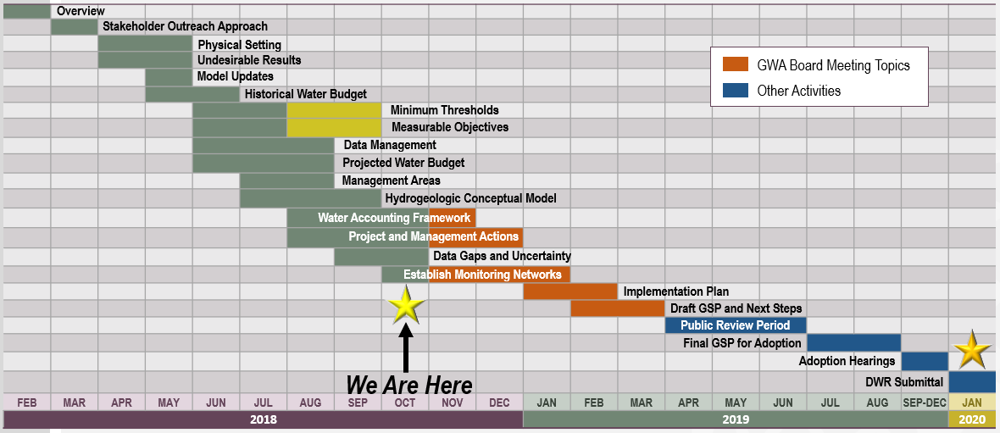 Overview
Stakeholder Outreach Approach
Physical Setting
Undesirable Results
Model Updates
Historical Water Budget
Minimum Thresholds
Measurable Objectives
Data Management
Projected Water Budget
Management Areas
Hydrogeologic Conceptual Model
Water Accounting Framework
Project and Management Actions
Data Gaps and Uncertainty
Establish Monitoring Networks
Implementation Plan
Draft GSP and Next Steps
Public Review Period
Final GSP for Adoption
Adoption Hearings
DWR Submittal
GWA Board Meeting Topics
Other Activities
We Are Here
FEB MAR APR MAY JUN JUL AUG SEP OCT NOV DEC JAN FEB MAR APR MAY JUN JUL AUG SEP-DEC JAN
2018 2019 2020